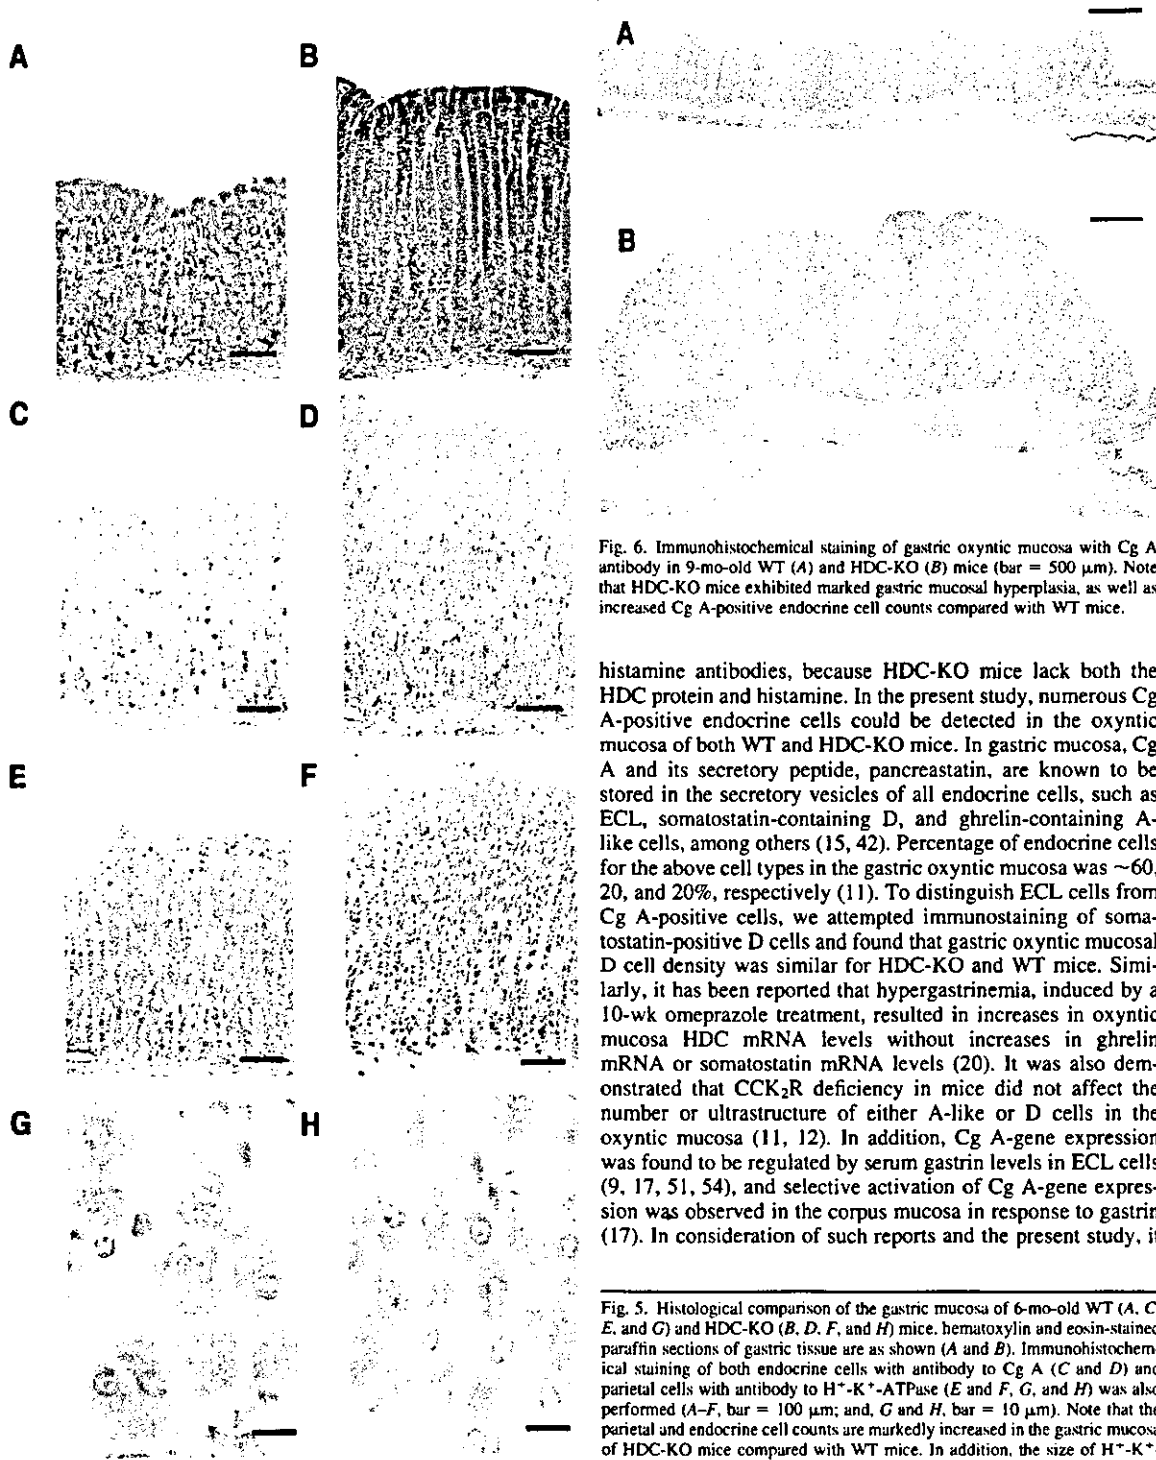 A
B
C
D
E
F
G
H
A
B
Fig. 6. Immunohistochemical staining of gastric oxyntic mucosa with Cg A
antibody in 9-mo-old WT (A) and HDC-KO (B) mice (bar = 500 μm). Note
that HDC-KO mice exhibited marked gastric mucosal hyperplasia, as well as
increased Cg A-positive endocrine cell counts compared with WT mice.
histamine antibodies, because HDC-KO mice lack both the
HDC protein and histamine. In the present study, numerous Cg
A-positive endocrine cells could be detected in the oxyntic
mucosa of both WT and HDC-KO mice. In gastric mucosa, Cg
A and its secretory peptide, pancreastatin, are known to be
stored in the secretory vesicles of all endocrine cells, such as
ECL, somatostatin-containing D, and ghrelin-containing A-
like cells, among others (15, 42). Percentage of endocrine cells
for the above cell types in the gastric oxyntic mucosa was ~60,
20, and 20%, respectively (11). To distinguish ECL cells from
Cg A-positive cells, we attempted immunostaining of soma-
tostatin-positive D cells and found that gastric oxyntic mucosal
D cell density was similar for HDC-KO and WT mice. Simi-
larly, it has been reported that hypergastrinemia, induced by a
10-wk omeprazole treatment, resulted in increases in oxyntic
mucosa HDC mRNA levels without increases in ghrelin
mRNA or somatostatin mRNA levels (20). It was also dem-
onstrated that CCK₂R deficiency in mice did not affect the
number or ultrastructure of either A-like or D cells in the
oxyntic mucosa (11, 12). In addition, Cg A-gene expression
was found to be regulated by serum gastrin levels in ECL cells
(9, 17, 51, 54), and selective activation of Cg A-gene expres-
sion was observed in the corpus mucosa in response to gastrin
(17). In consideration of such reports and the present study, it
Fig. 5. Histological comparison of the gastric mucosa of 6-mo-old WT (A, C,
E, and G) and HDC-KO (B, D, F, and H) mice. hematoxylin and eosin-stained
paraffin sections of gastric tissue are as shown (A and B). Immunohistochem-
ical staining of both endocrine cells with antibody to Cg A (C and D) and
parietal cells with antibody to H⁺-K⁺-ATPase (E and F, G, and H) was also
performed (A–F, bar = 100 μm; and, G and H, bar = 10 μm). Note that the
parietal and endocrine cell counts are markedly increased in the gastric mucosa
of HDC-KO mice compared with WT mice. In addition, the size of H⁺-K⁺-